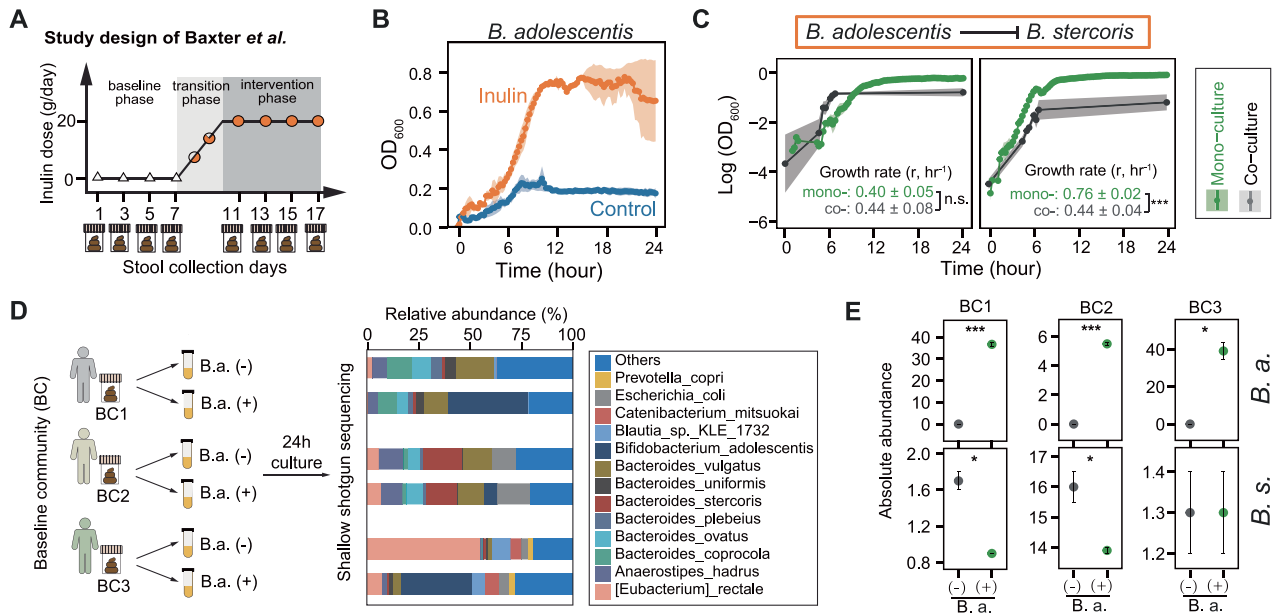 A
Study design of Baxter et al.
baseline
phase
transition
phase
intervention
phase
Inulin dose (g/day)
20
0
1 3 5 7 11 13 15 17
Stool collection days
B
B. adolescentis
Inulin
Control
OD600
0.8
0.6
0.4
0.2
0.0
0 6 12 18 24
Time (hour)
C
B. adolescentis B. stercoris
Log (OD600)
0
−2
−4
−6
Growth rate (r, hr⁻¹)
mono-: 0.40 ± 0.05
co-: 0.44 ± 0.08
n.s.
Growth rate (r, hr⁻¹)
mono-: 0.76 ± 0.02
co-: 0.44 ± 0.04
***
0 6 12 18 24
0 6 12 18 24
Time (hour)
Mono−culture
Co−culture
D
Baseline community (BC)
BC1
B.a. (-)
B.a. (+)
BC2
B.a. (-)
B.a. (+)
BC3
B.a. (-)
B.a. (+)
24h
culture
Shallow shotgun sequencing
Relative abundance (%)
0 25 50 75 100
Others
Prevotella_copri
Escherichia_coli
Catenibacterium_mitsuokai
Blautia_sp._KLE_1732
Bifidobacterium_adolescentis
Bacteroides_vulgatus
Bacteroides_uniformis
Bacteroides_stercoris
Bacteroides_plebeius
Bacteroides_ovatus
Bacteroides_coprocola
Anaerostipes_hadrus
[Eubacterium]_rectale
E
BC1 BC2 BC3
Absolute abundance
40
30
20
10
0
***
6
4
2
0
***
40
20
0
*
B. a.
2.0
1.6
1.2
0.8
*
17
16
15
14
*
1.4
1.3
1.2
B. s.
(-) (+) (-) (+) (-) (+)
B. a. B. a. B. a.